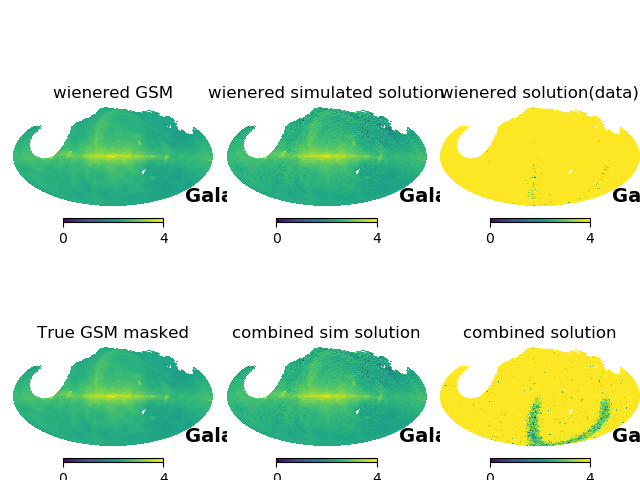 wienered GSM
wienered simulated solution
wienered solution(data)
Gala
Gala
Ga
0 4
0 4
0 4
True GSM masked
combined sim solution
combined solution
Gala
Gala
Ga
0 4
0 4
0 4